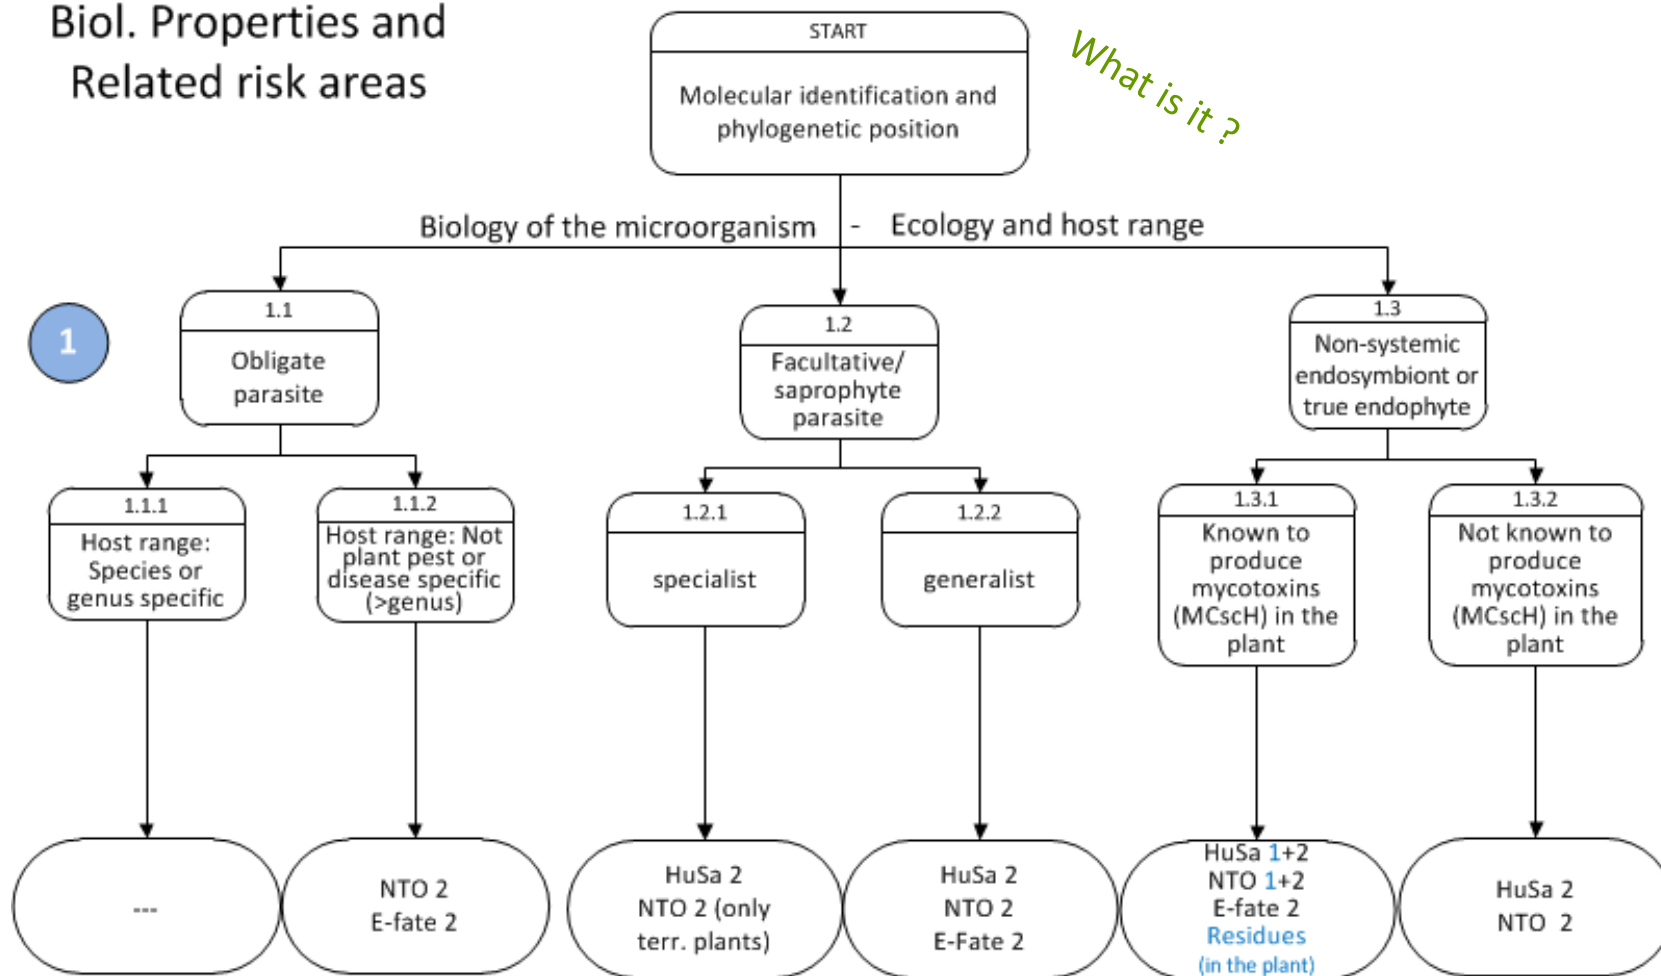 Biol. Properties and
Related risk areas
START
Molecular identification and
phylogenetic position
What is it ?
Biology of the microorganism - Ecology and host range
1
1.1
Obligate
parasite
1.2
Facultative/
saprophyte
parasite
1.3
Non-systemic
endosymbiont or
true endophyte
1.1.1
Host range:
Species or
genus specific
1.1.2
Host range: Not
plant pest or
disease specific
(>genus)
1.2.1
specialist
1.2.2
generalist
1.3.1
Known to
produce
mycotoxins
(MCscH) in the
plant
1.3.2
Not known to
produce
mycotoxins
(MCscH) in the
plant
---
NTO 2
E-fate 2
HuSa 2
NTO 2 (only
terr. plants)
HuSa 2
NTO 2
E-Fate 2
HuSa 1+2
NTO 1+2
E-fate 2
Residues
(in the plant)
HuSa 2
NTO 2